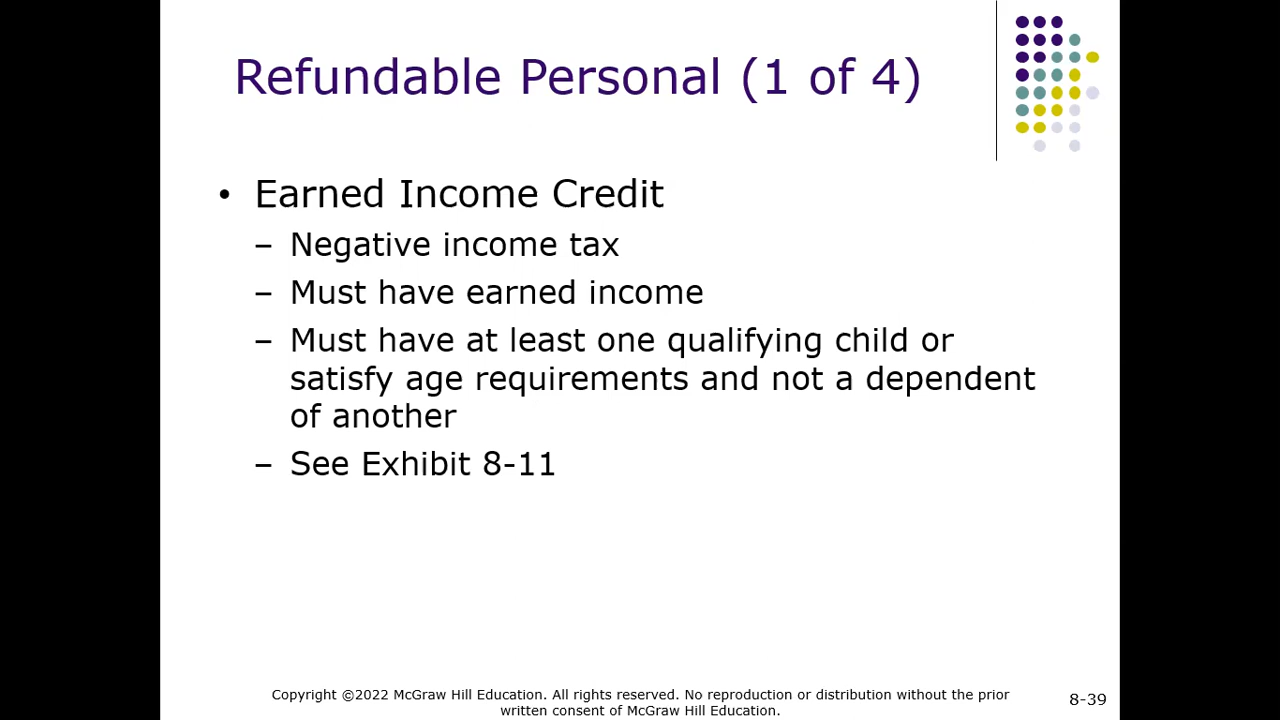 Refundable Personal (1 of 4)
• Earned Income Credit
– Negative income tax
– Must have earned income
– Must have at least one qualifying child or
satisfy age requirements and not a dependent
of another
– See Exhibit 8-11
Copyright ©2022 McGraw Hill Education. All rights reserved. No reproduction or distribution without the prior
written consent of McGraw Hill Education.
8-39